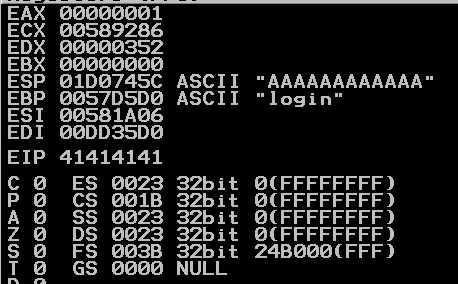 EAX 00000001
ECX 00589286
EDX 00000352
EBX 00000000
ESP 01D0745C ASCII "AAAAAAAAAAAA"
EBP 0057D5D0 ASCII "login"
ESI 00581A06
EDI 00DD35D0
EIP 41414141
C 0 ES 0023 32bit 0(FFFFFFFF)
P 0 CS 001B 32bit 0(FFFFFFFF)
A 0 SS 0023 32bit 0(FFFFFFFF)
Z 0 DS 0023 32bit 0(FFFFFFFF)
S 0 FS 003B 32bit 24B000(FFF)
T 0 GS 0000 NULL
D 0